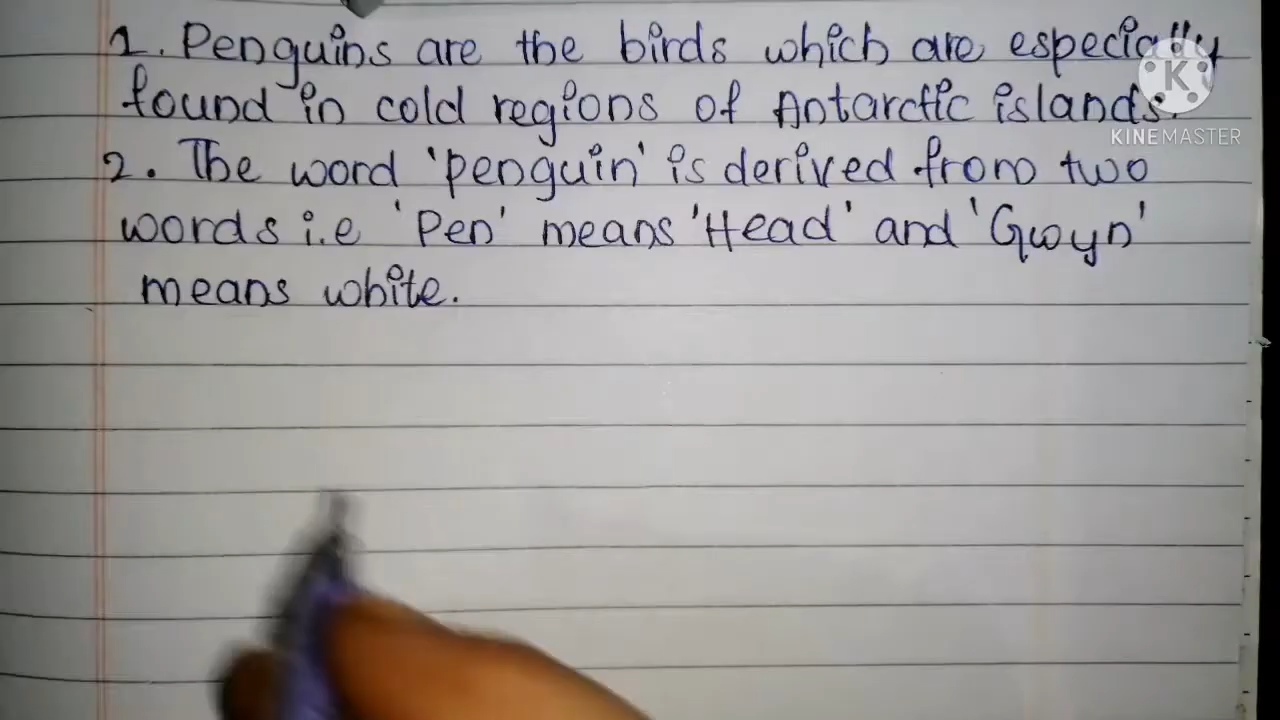 1. Penguins are the birds which are especially
found in cold regions of Antarctic islands.
2. The word 'penguin' is derived from two
words i.e 'Pen' means 'Head' and 'Gwyn'
means white.
K
KINEMASTER